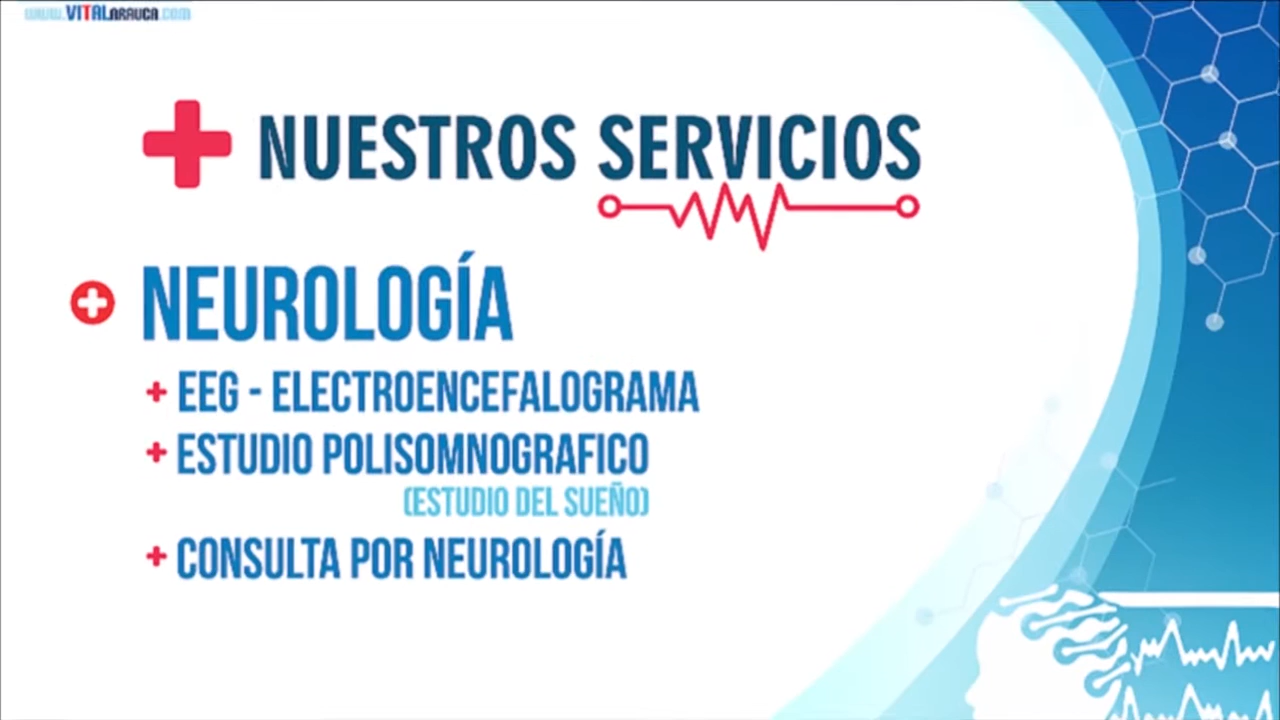 www.VITALARAUCA.com
NUESTROS SERVICIOS
NEUROLOGÍA
EEG - ELECTROENCEFALOGRAMA
ESTUDIO POLISOMNOGRAFICO
(ESTUDIO DEL SUEÑO)
CONSULTA POR NEUROLOGÍA